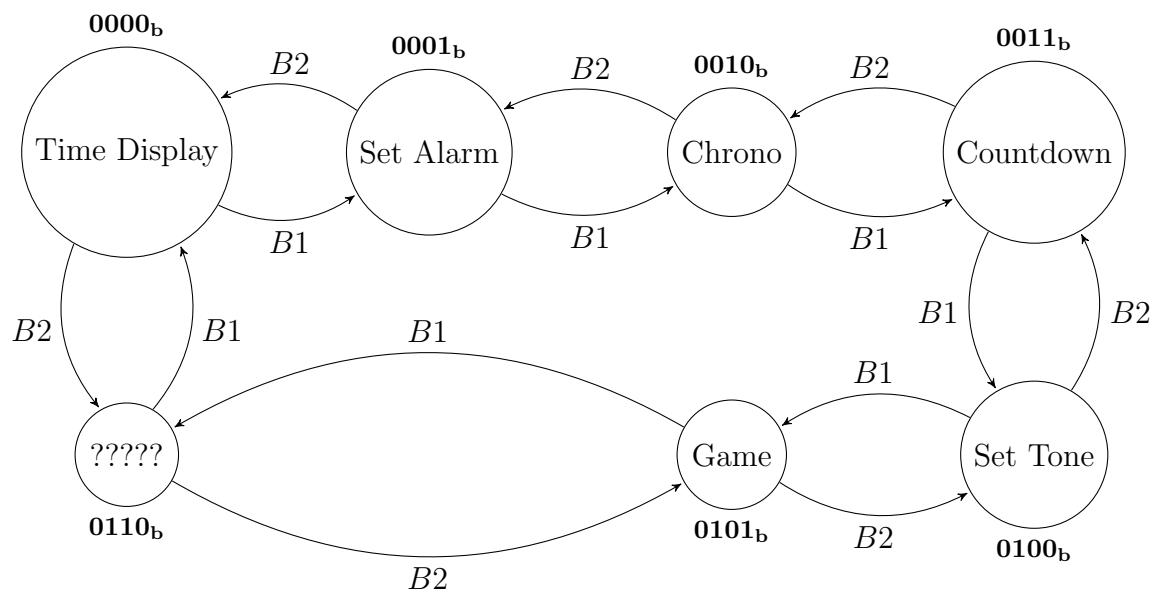 0000b
0001b
0010b
0011b
B2
B2
B2
Time Display
Set Alarm
Chrono
Countdown
B1
B1
B1
B2
B1
B1
B1
B2
B1
?????
Game
Set Tone
0110b
0101b
B2
0100b
B2